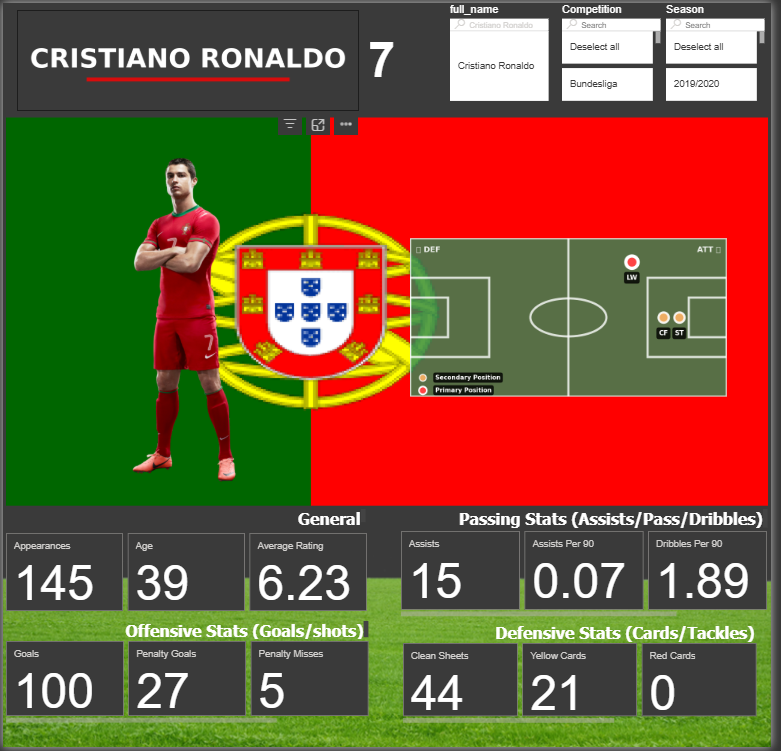 CRISTIANO RONALDO
7
full_name
Cristiano Ronaldo
Cristiano Ronaldo
Competition
Search
Deselect all
Bundesliga
Season
Search
Deselect all
2019/2020
7
7
DEF
ATT
LW
CF
ST
Secondary Position
Primary Position
General
Appearances
145
Age
39
Average Rating
6.23
Passing Stats (Assists/Pass/Dribbles)
Assists
15
Assists Per 90
0.07
Dribbles Per 90
1.89
Offensive Stats (Goals/shots)
Goals
100
Penalty Goals
27
Penalty Misses
5
Defensive Stats (Cards/Tackles)
Clean Sheets
44
Yellow Cards
21
Red Cards
0